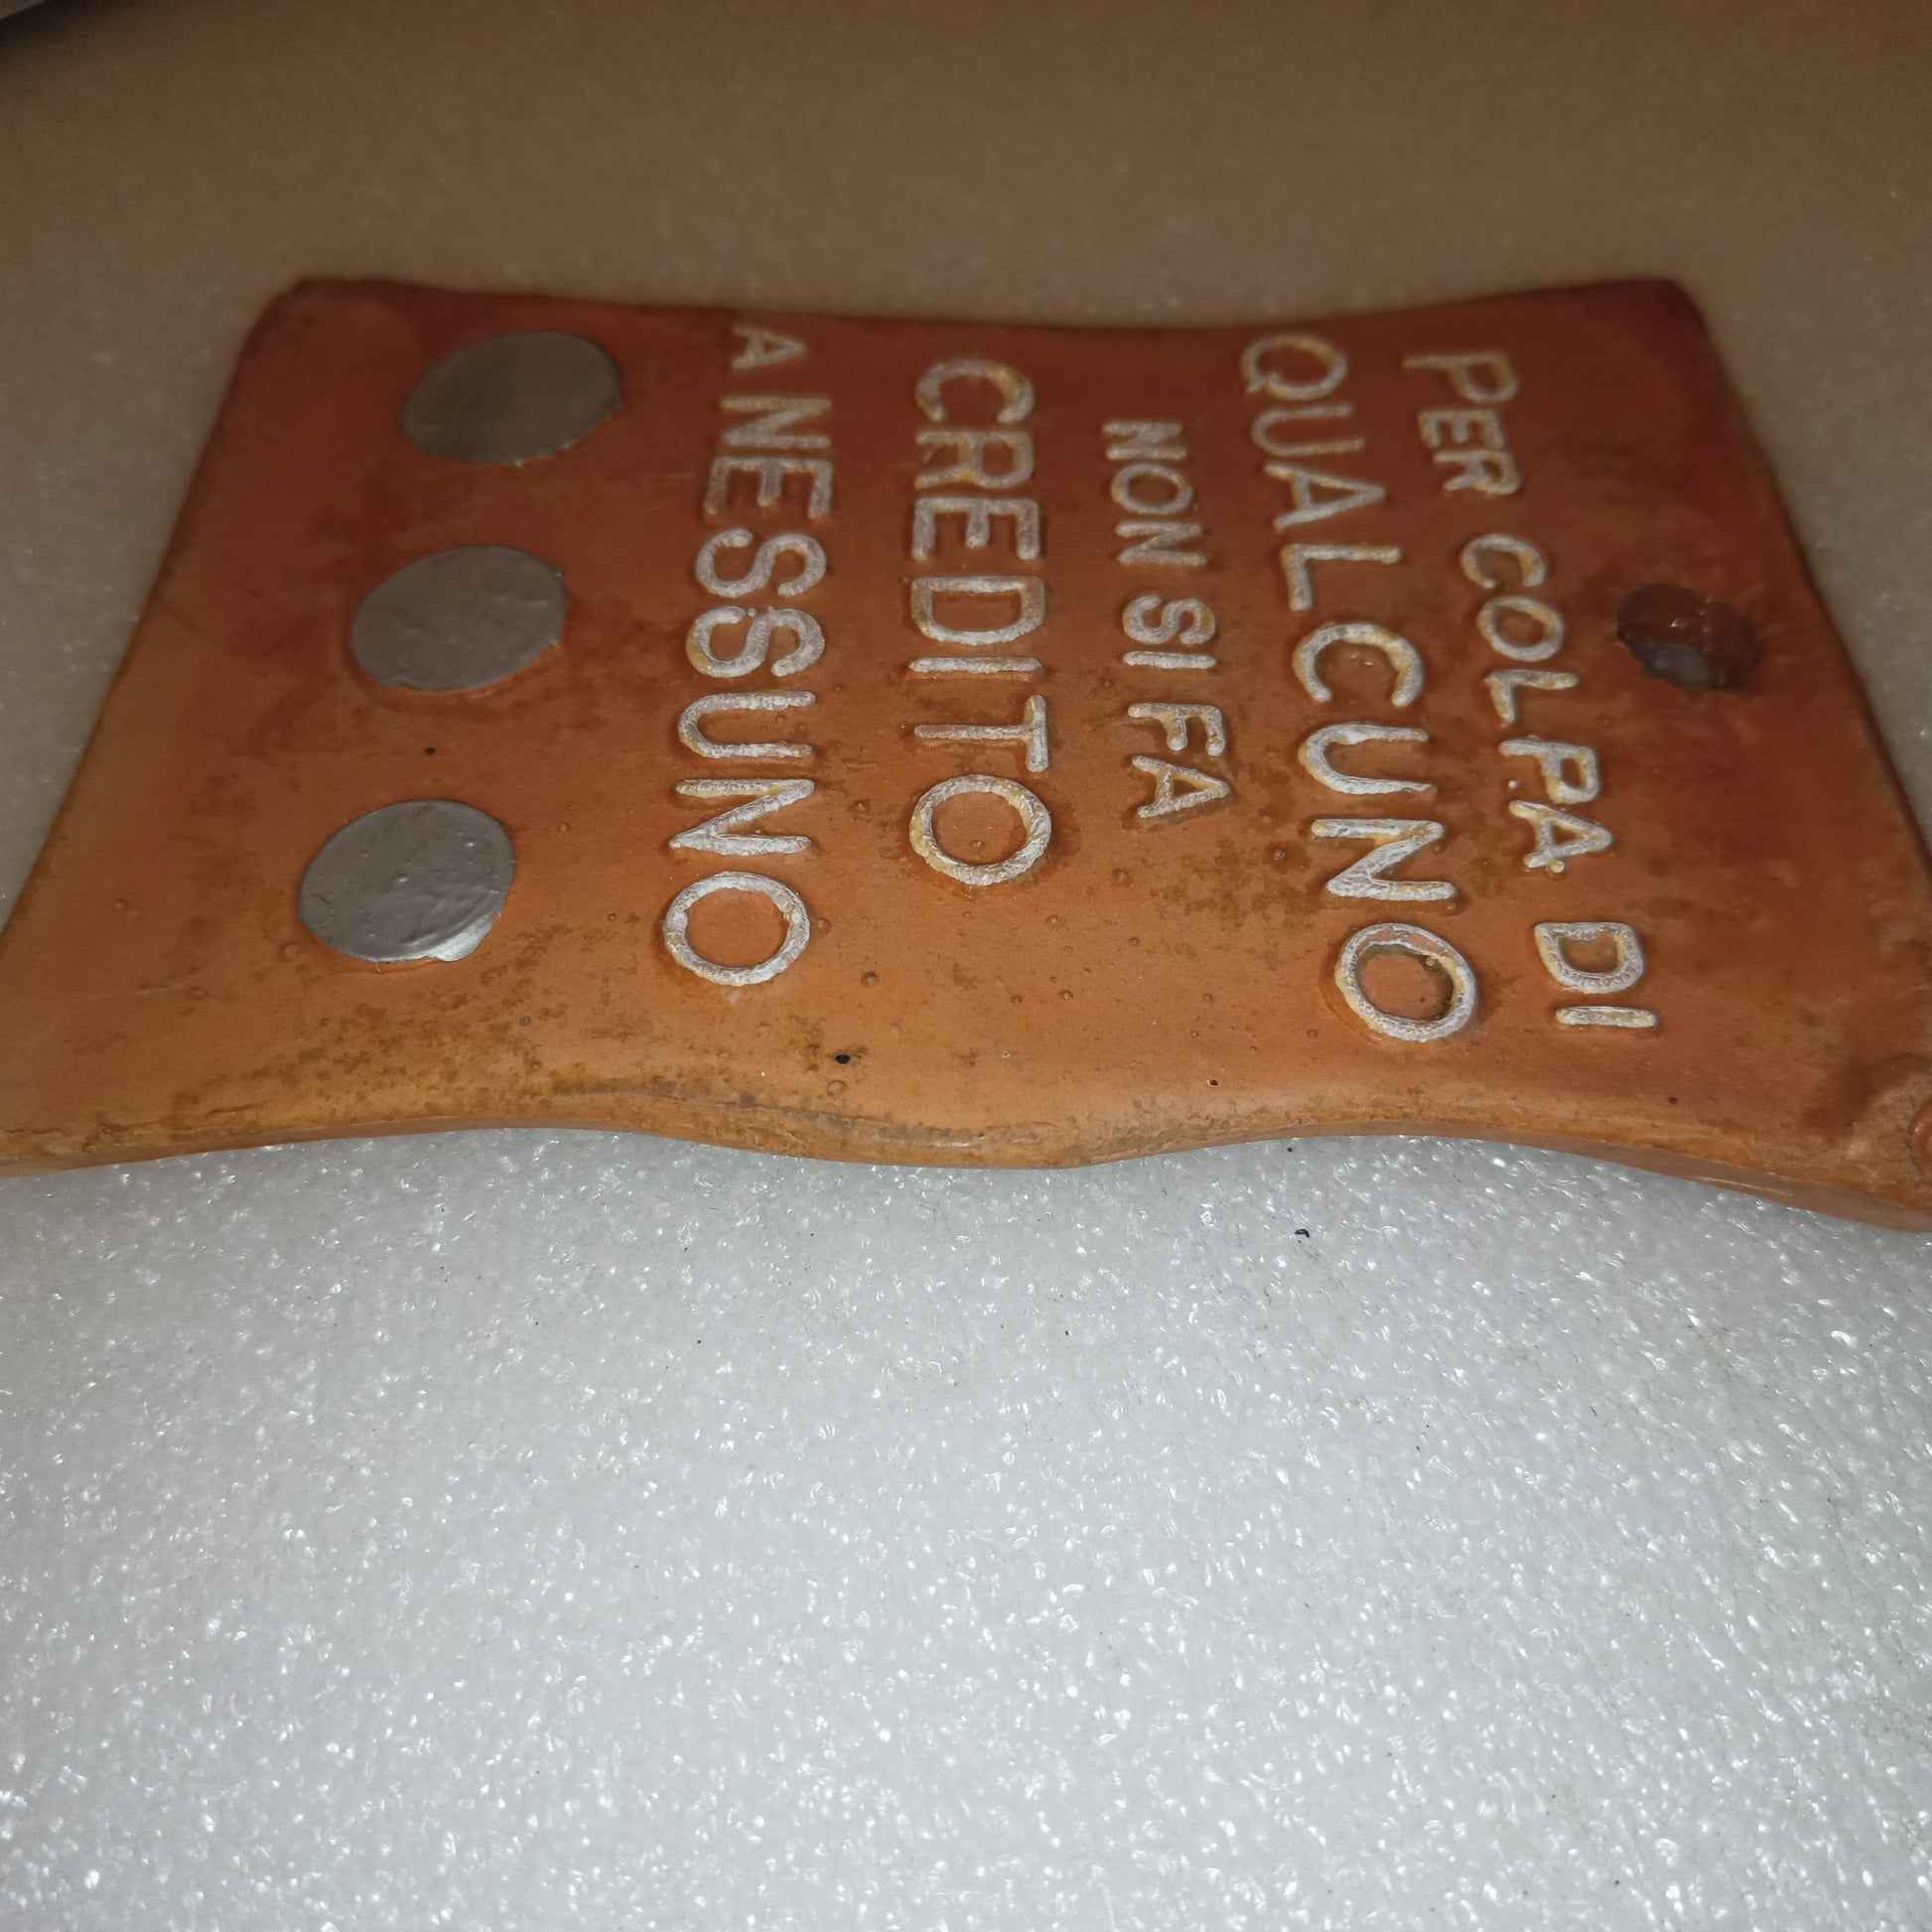 PER COLPA DI
QUALCUNO
NON SI FA
CREDITO
A NESSUNO